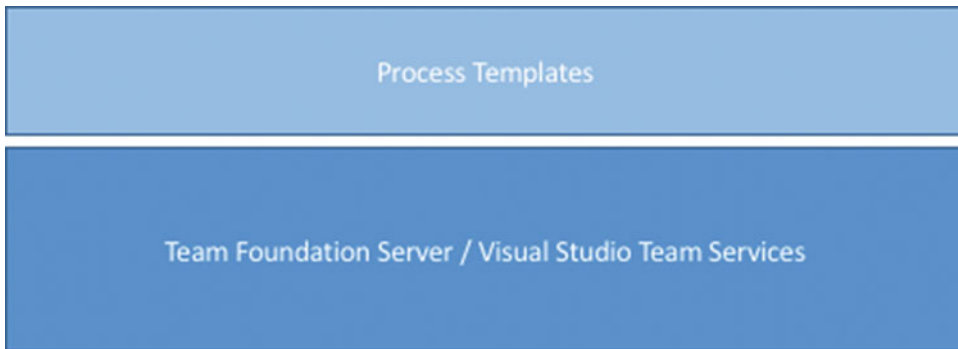 Process Templates
Team Foundation Server / Visual Studio Team Services